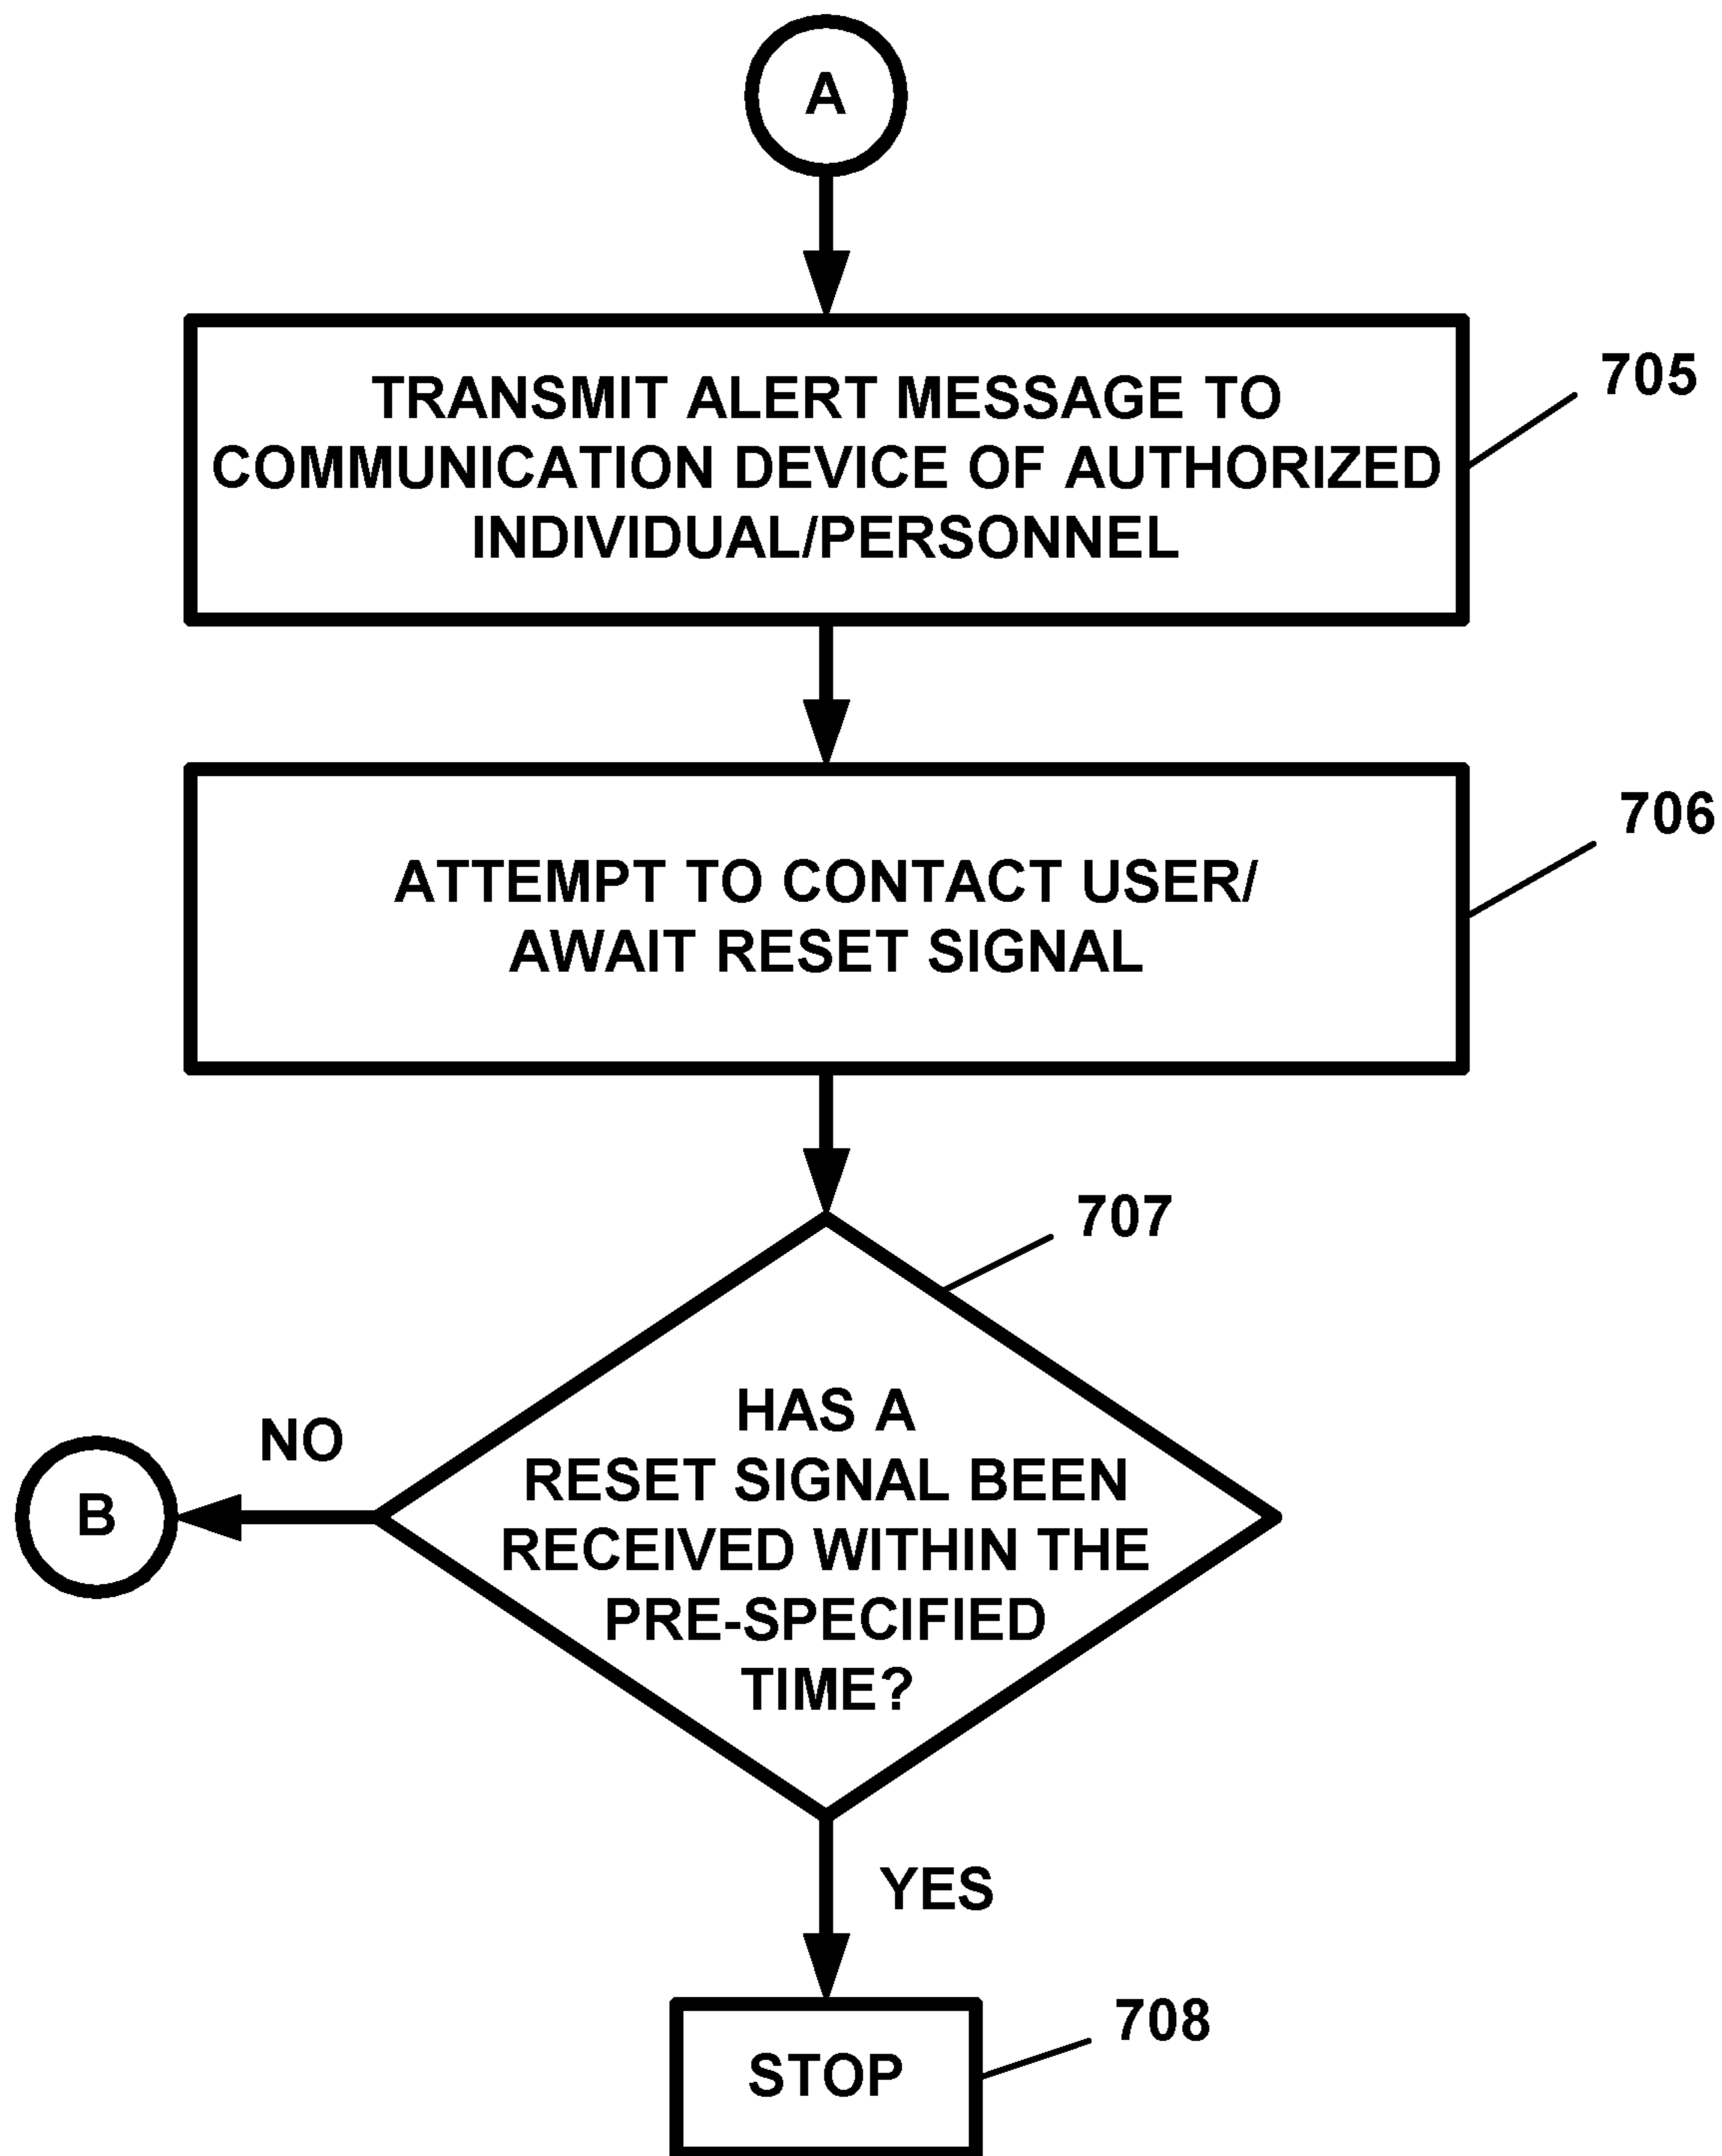 A
TRANSMIT ALERT MESSAGE TO
COMMUNICATION DEVICE OF AUTHORIZED
INDIVIDUAL/PERSONNEL
705
ATTEMPT TO CONTACT USER/
AWAIT RESET SIGNAL
706
707
HAS A
RESET SIGNAL BEEN
RECEIVED WITHIN THE
PRE-SPECIFIED
TIME?
NO
B
YES
STOP
708